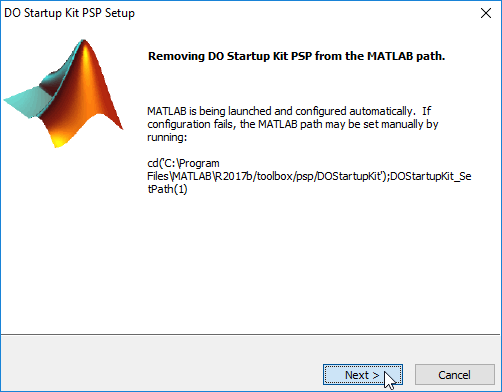 DO Startup Kit PSP Setup
Removing DO Startup Kit PSP from the MATLAB path.
MATLAB is being launched and configured automatically.  If
configuration fails, the MATLAB path may be set manually by
running:
cd('C:\Program
Files\MATLAB\R2017b/toolbox/psp/DOStartupKit');DOStartupKit_Se
tPath(1)
Next >
Cancel